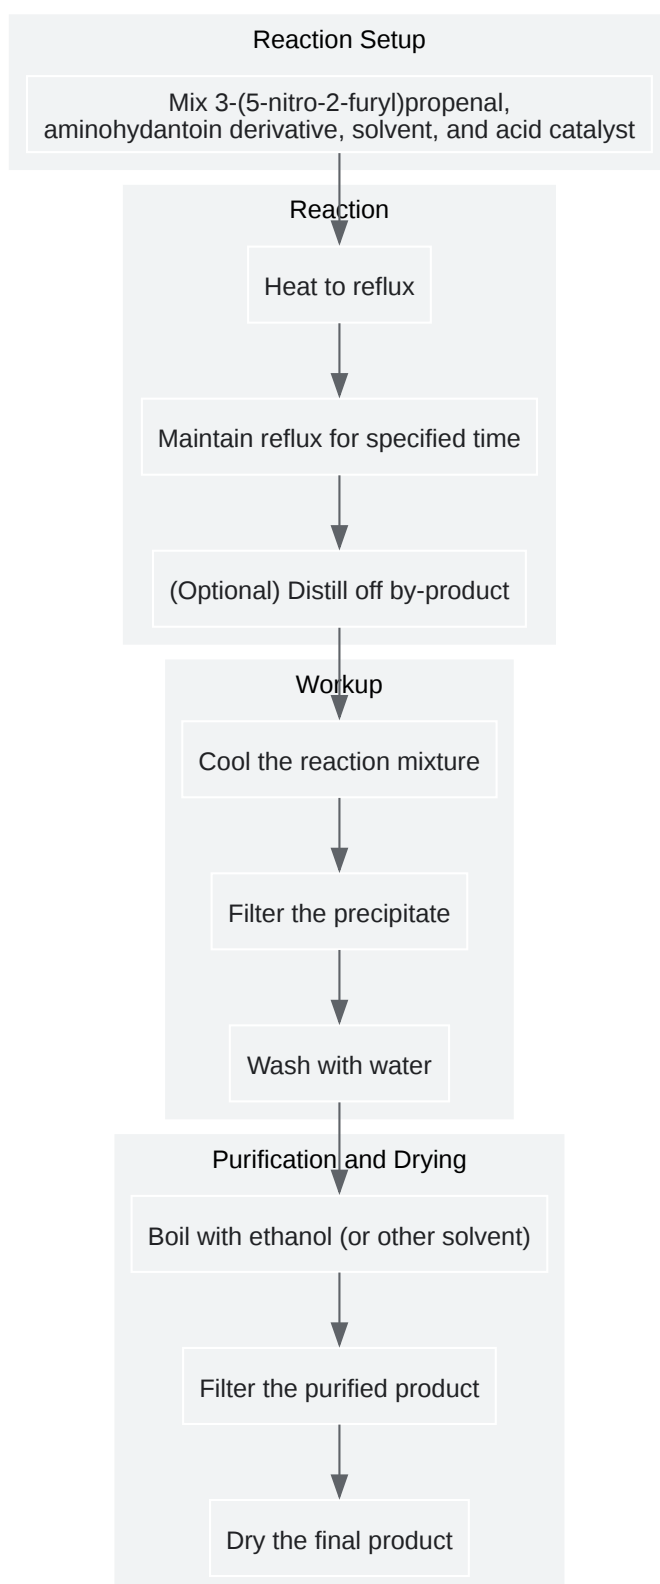 Reaction Setup
Mix 3-(5-nitro-2-furyl)propenal,
aminohydantoin derivative, solvent, and acid catalyst
Reaction
Heat to reflux
Maintain reflux for specified time
(Optional) Distill off by-product
Workup
Cool the reaction mixture
Filter the precipitate
Wash with water
Purification and Drying
Boil with ethanol (or other solvent)
Filter the purified product
Dry the final product